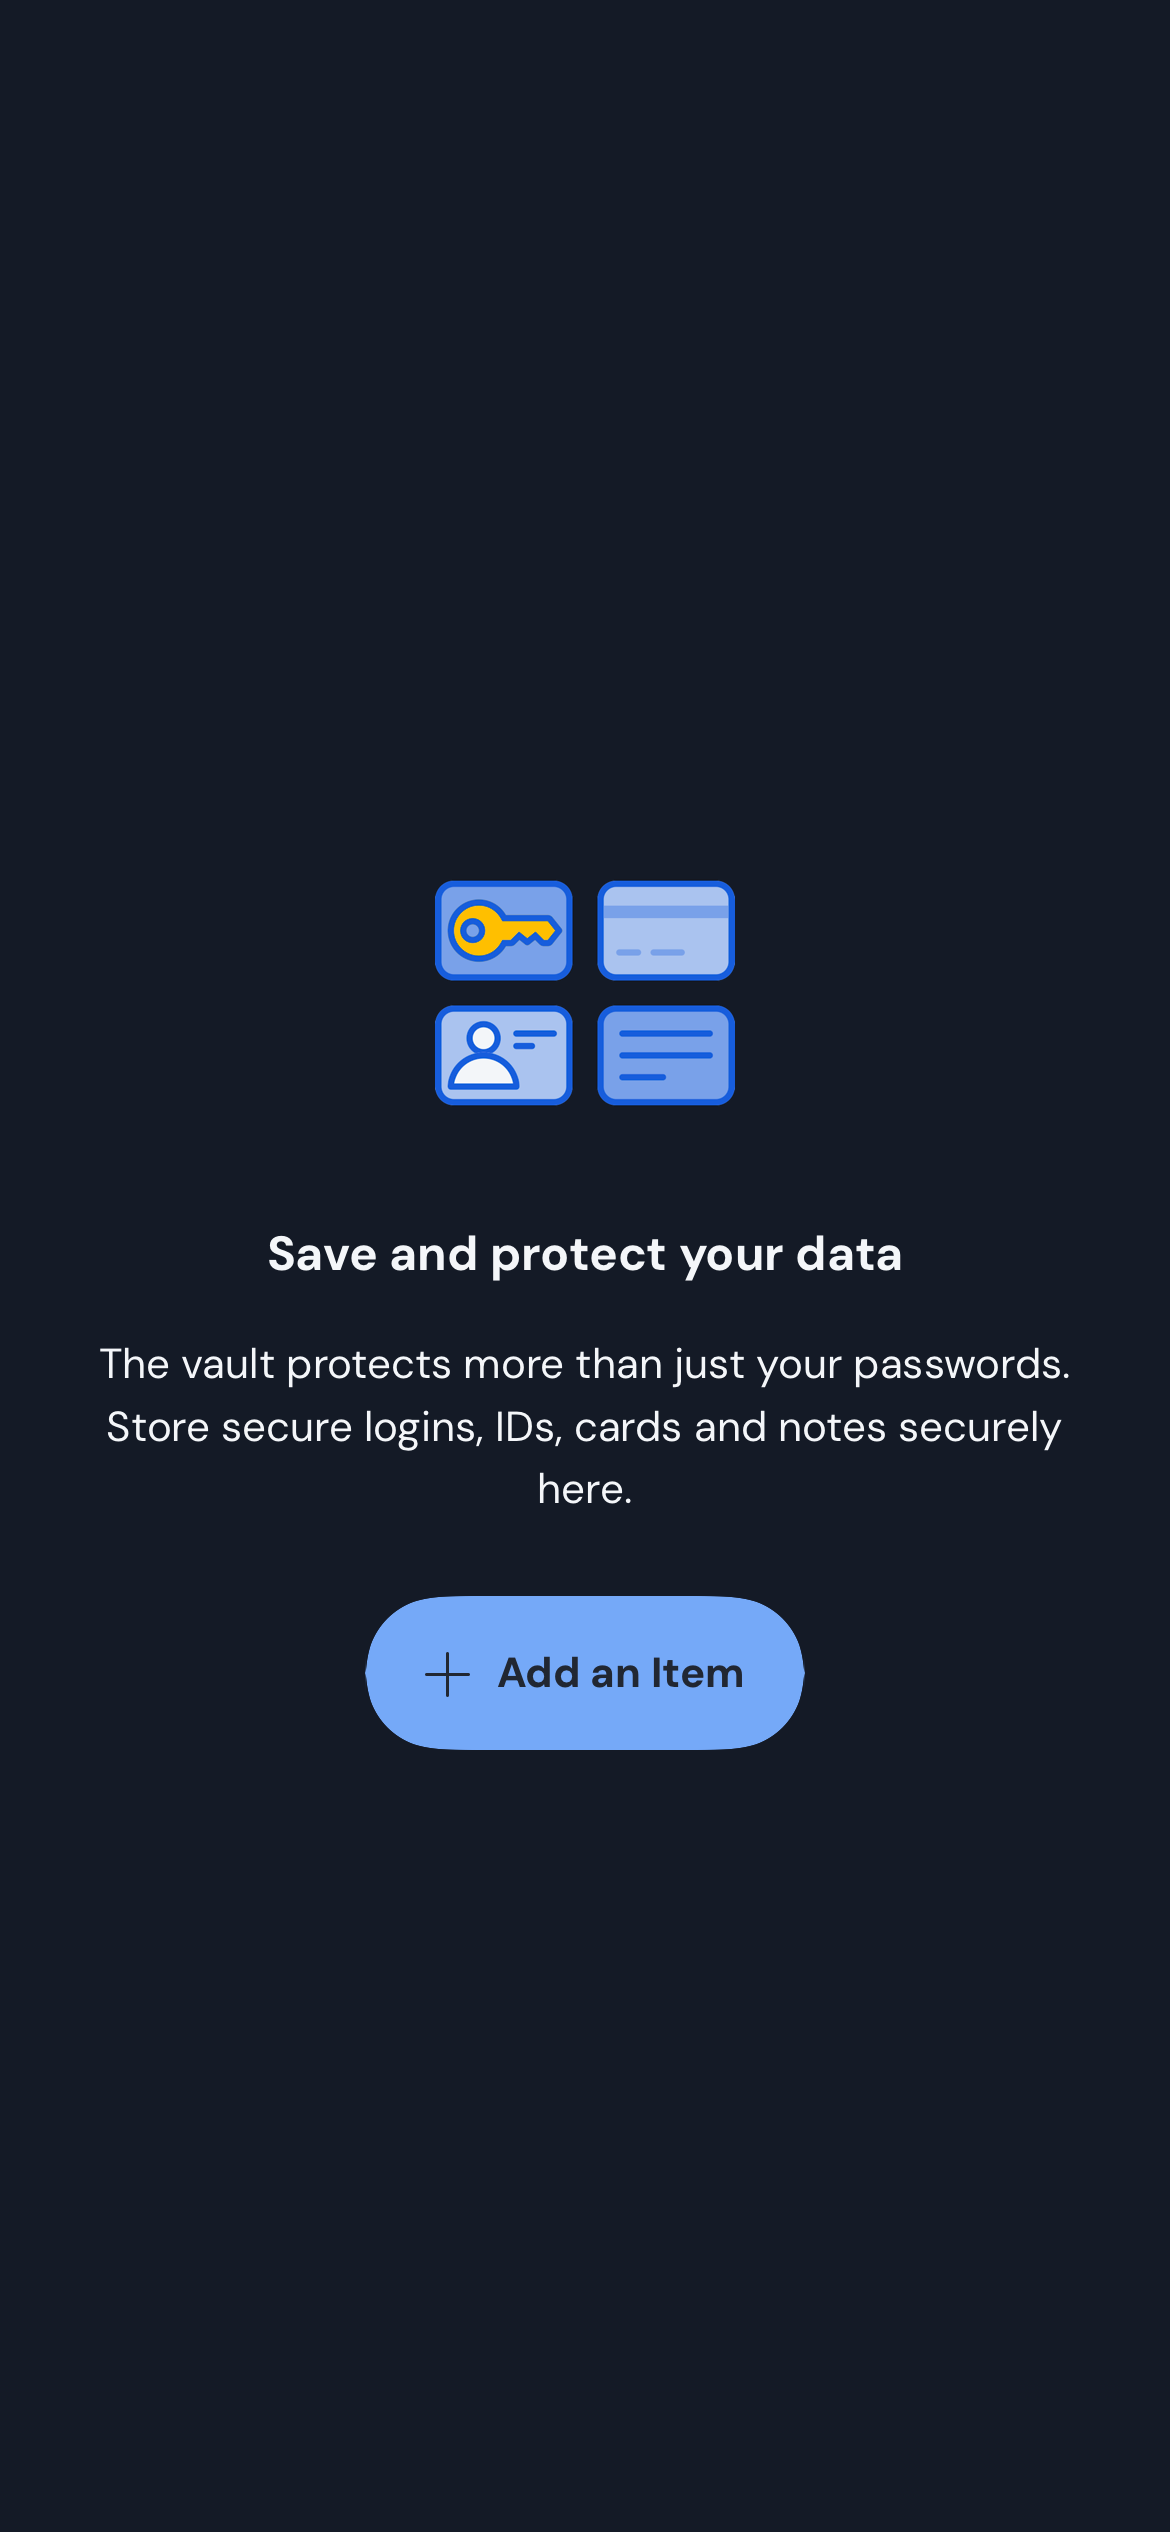 Save and protect your data
The vault protects more than just your passwords.
Store secure logins, IDs, cards and notes securely
here.
Add an Item